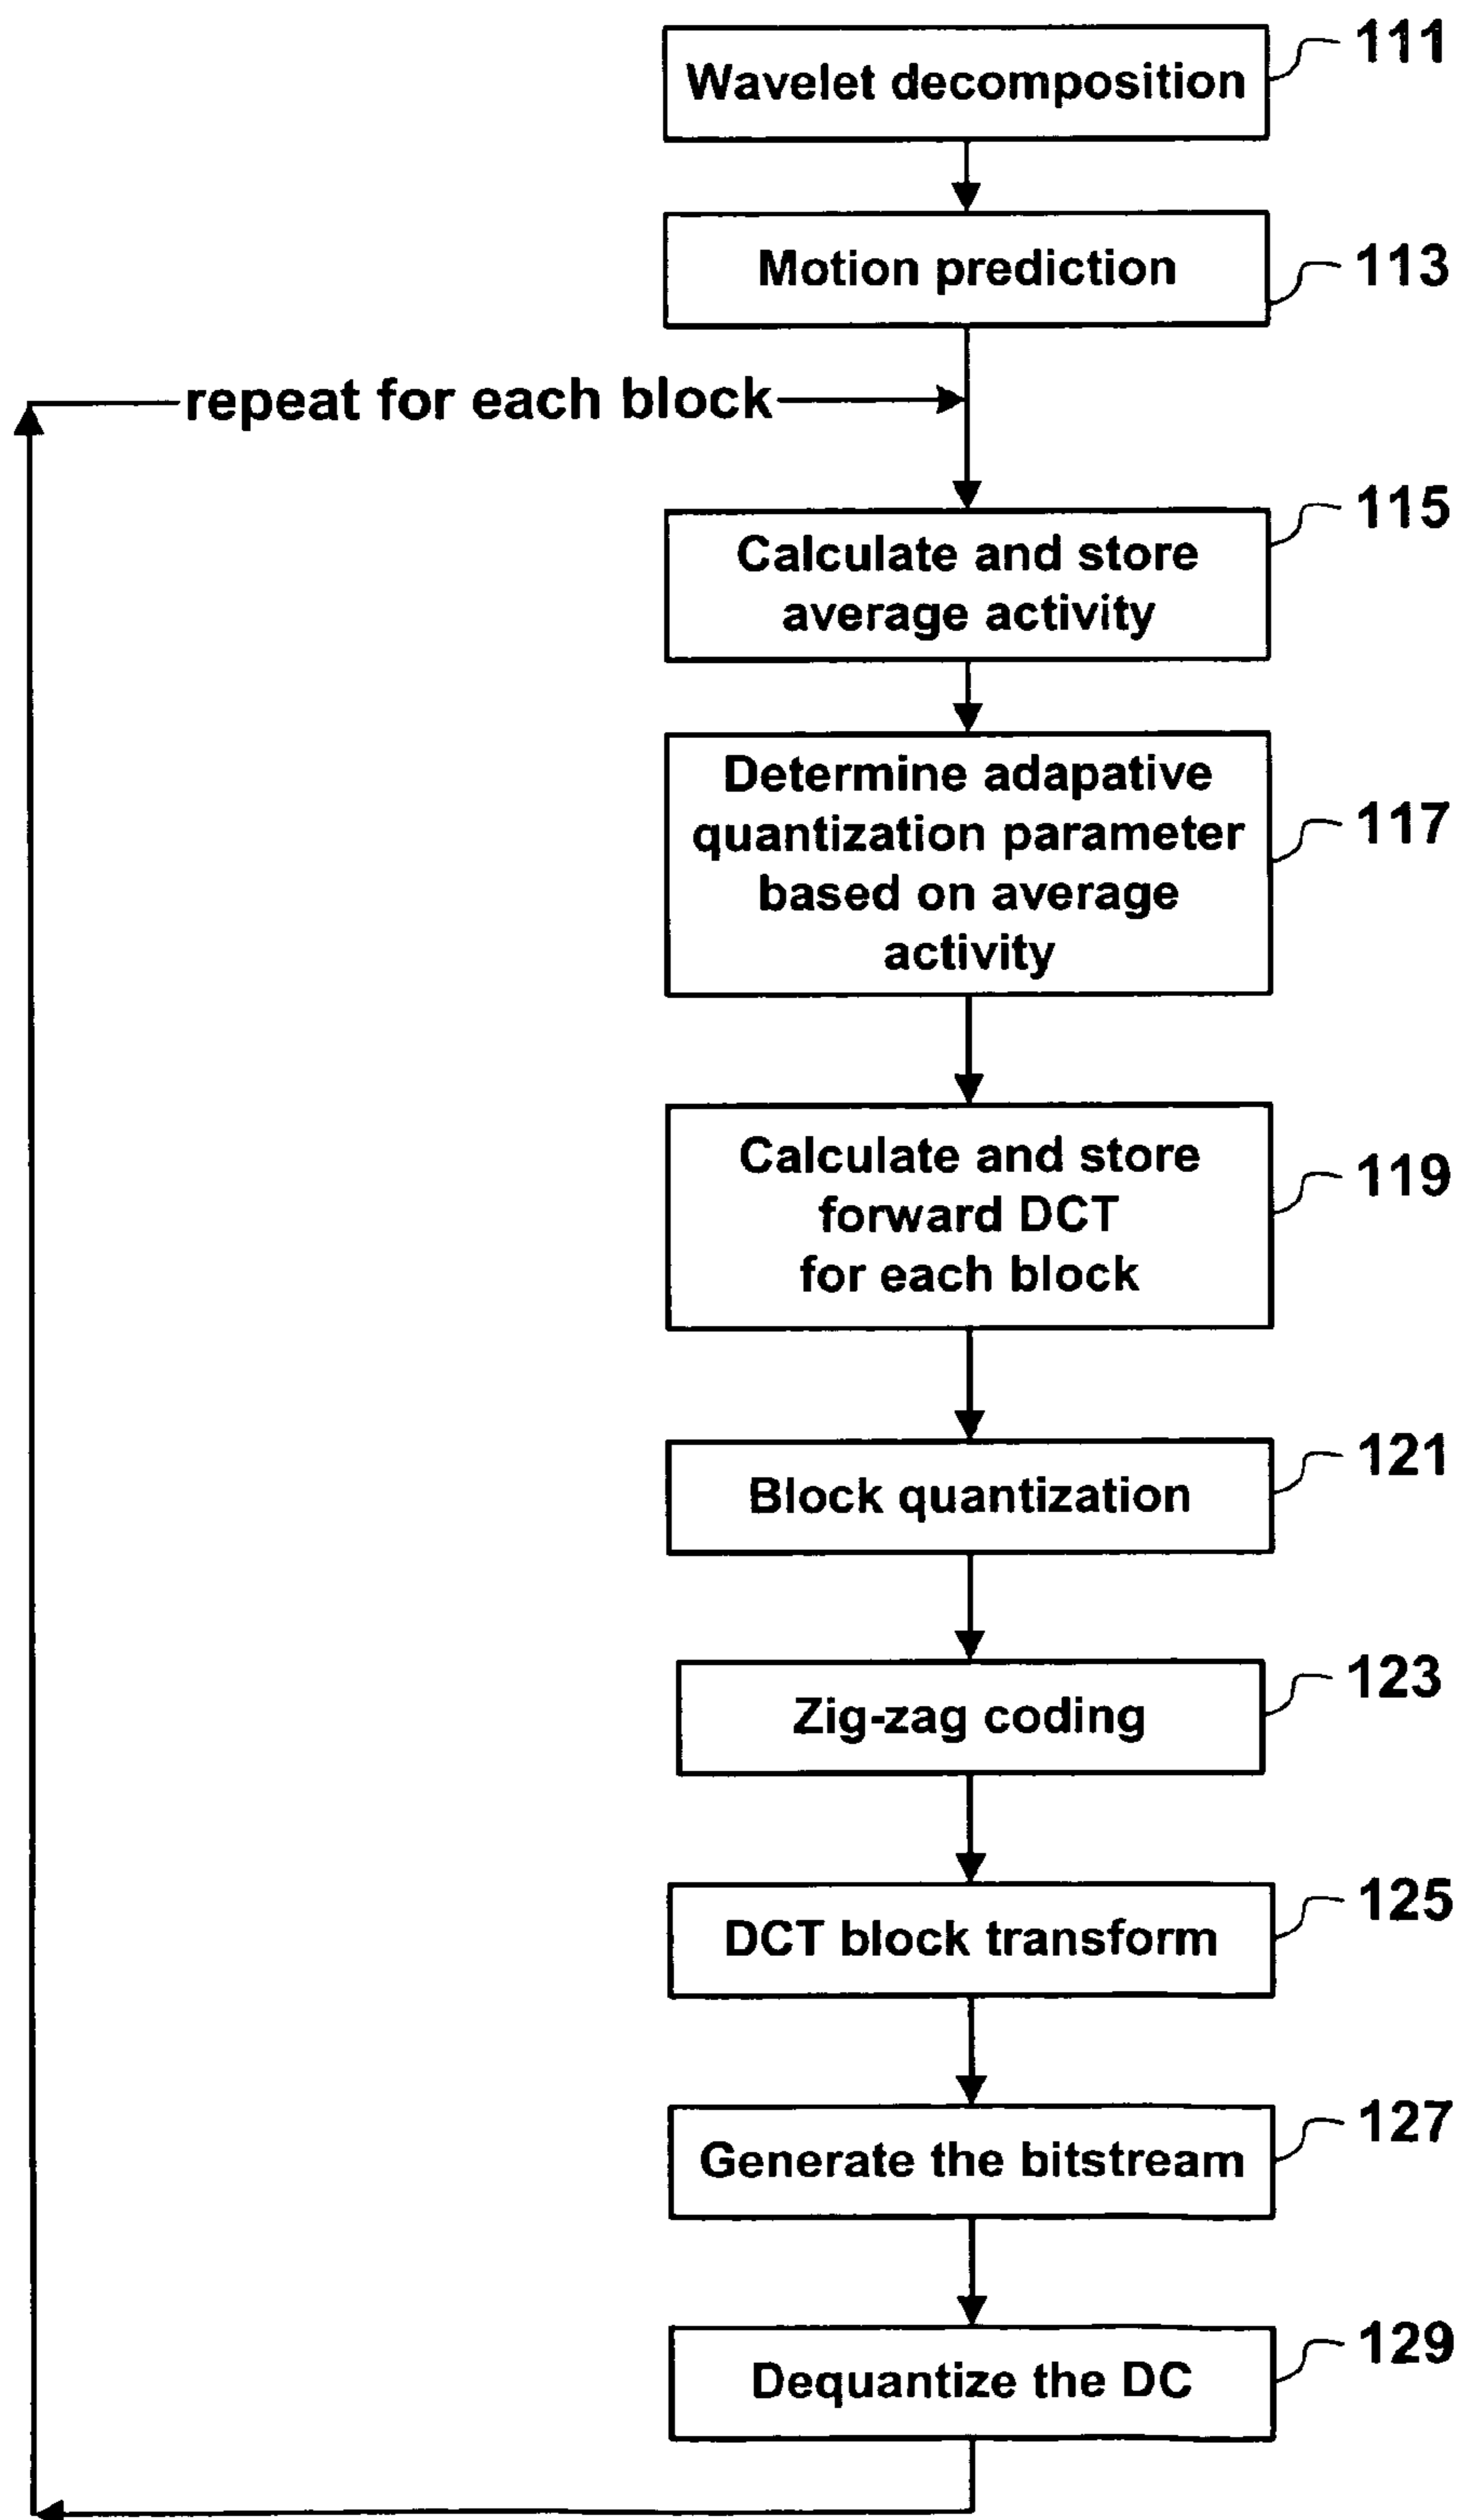 Wavelet decomposition
111
Motion prediction
113
repeat for each block
Calculate and store
average activity
115
Determine adapative
quantization parameter
based on average
activity
117
Calculate and store
forward DCT
for each block
119
Block quantization
121
Zig-zag coding
123
DCT block transform
125
Generate the bitstream
127
Dequantize the DC
129